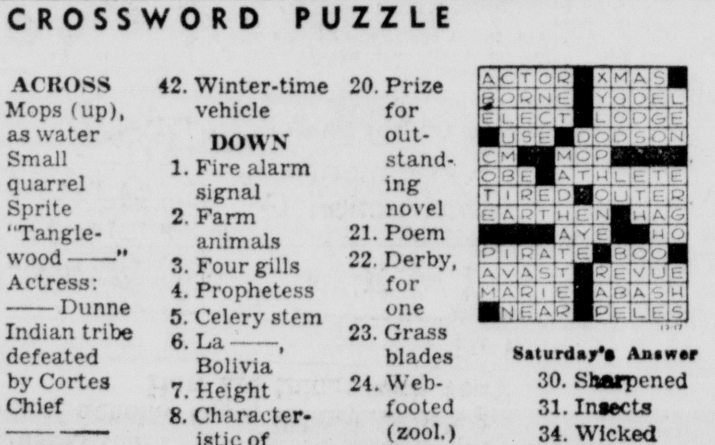 CROSSWORD PUZZLE
ACROSS
Mops (up),
as water
Small
quarrel
Sprite
"Tangle-
wood ——"
Actress:
—— Dunne
Indian tribe
defeated
by Cortes
Chief
42. Winter-time
vehicle
DOWN
1. Fire alarm
signal
2. Farm
animals
3. Four gills
4. Prophetess
5. Celery stem
6. La ——,
Bolivia
7. Height
8. Character-
istic of
20. Prize
for
out-
stand-
ing
novel
21. Poem
22. Derby,
for
one
23. Grass
blades
24. Web-
footed
(zool.)
ACTOR XMAS
BORNE YODEL
ELECT LODGE
USE DODSON
CM MOP
OBE ATHLETE
TIRED OUTER
EARTHEN HAG
AYE HO
PIRATE BOO
AVAST REVUE
MARIE ABASH
NEAR PELES
12-17
Saturday's Answer
30. Sharpened
31. Insects
34. Wicked